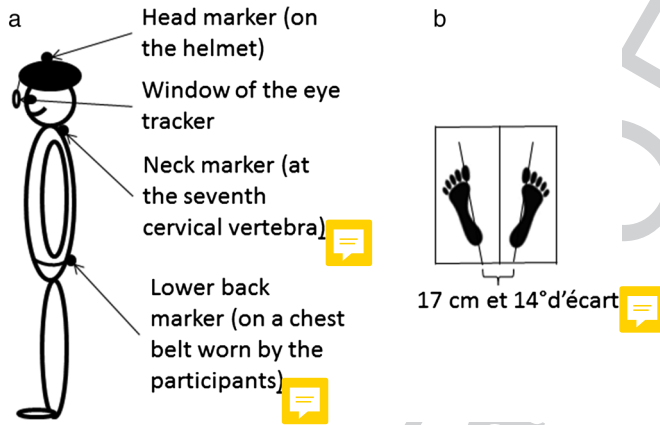 a
Head marker (on
the helmet)
Window of the eye
tracker
Neck marker (at
the seventh
cervical vertebra)
Lower back
marker (on a chest
belt worn by the
participants)
b
17 cm et 14°d'écart